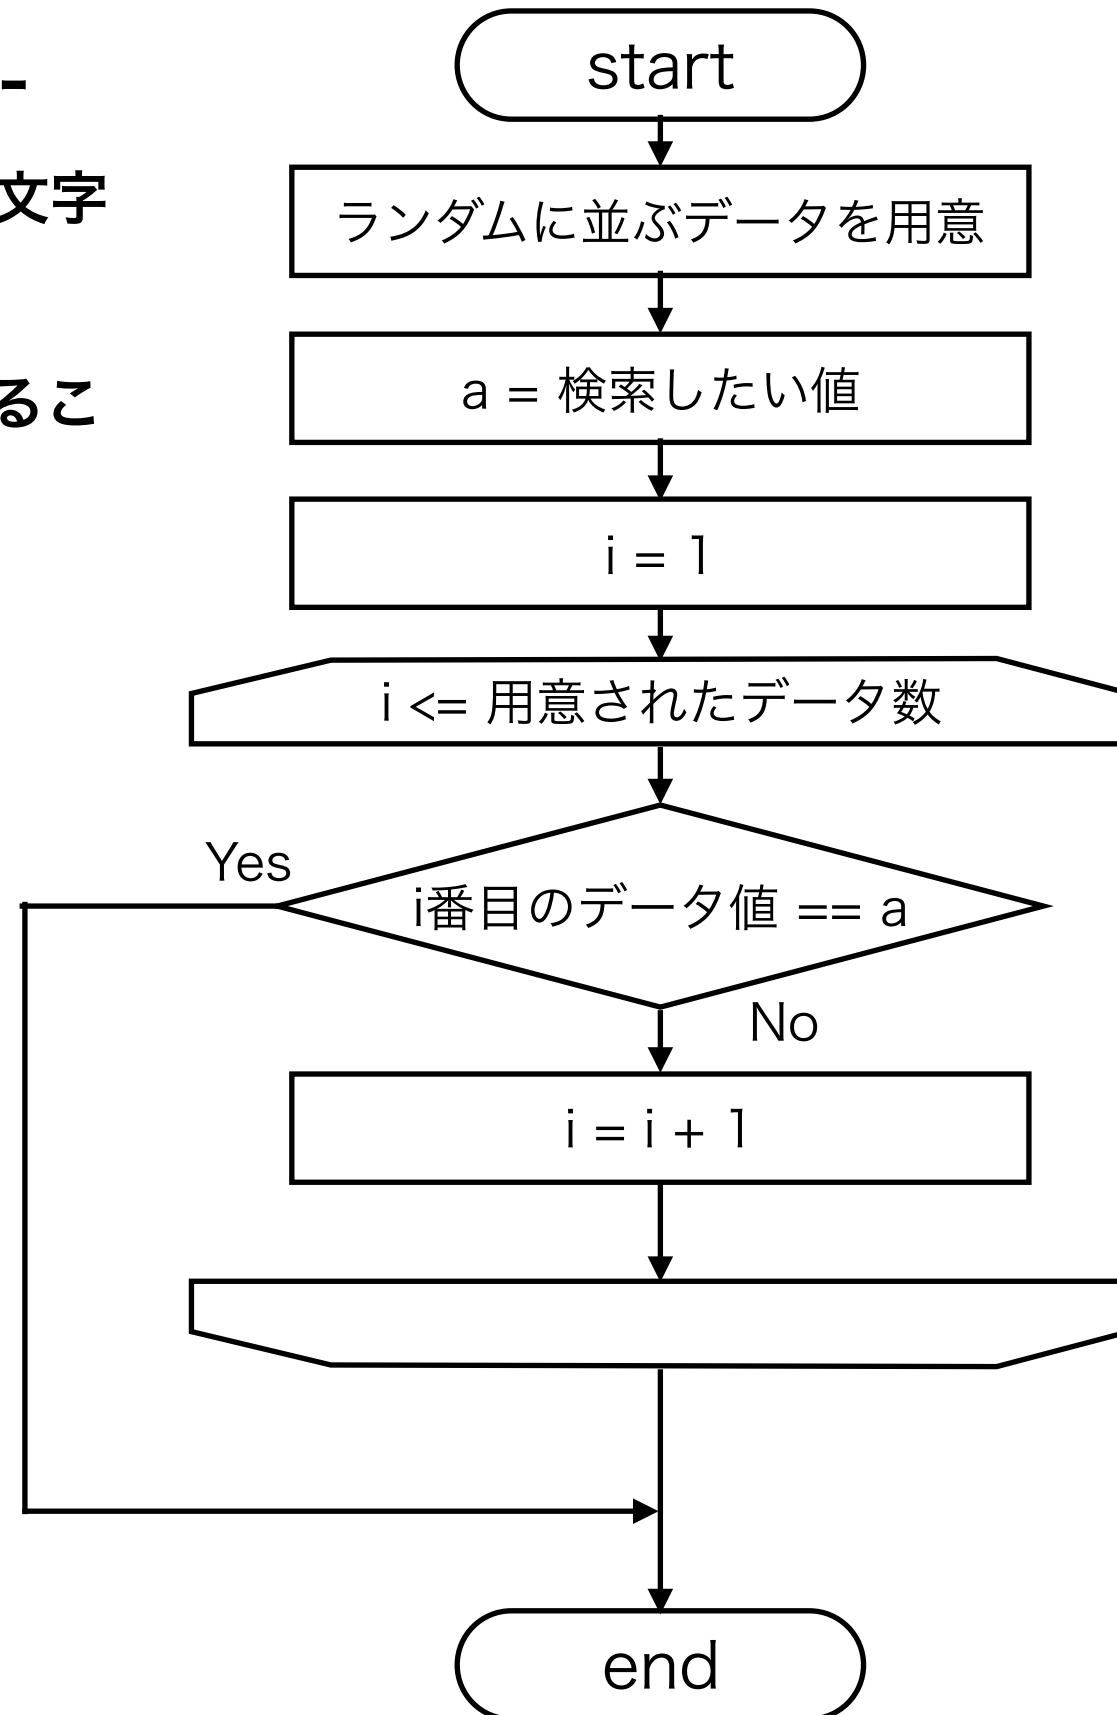 -
文字
るこ
start
ランダムに並ぶデータを用意
a = 検索したい値
i = 1
i <= 用意されたデータ数
Yes
i番目のデータ値 == a
No
i = i + 1
end